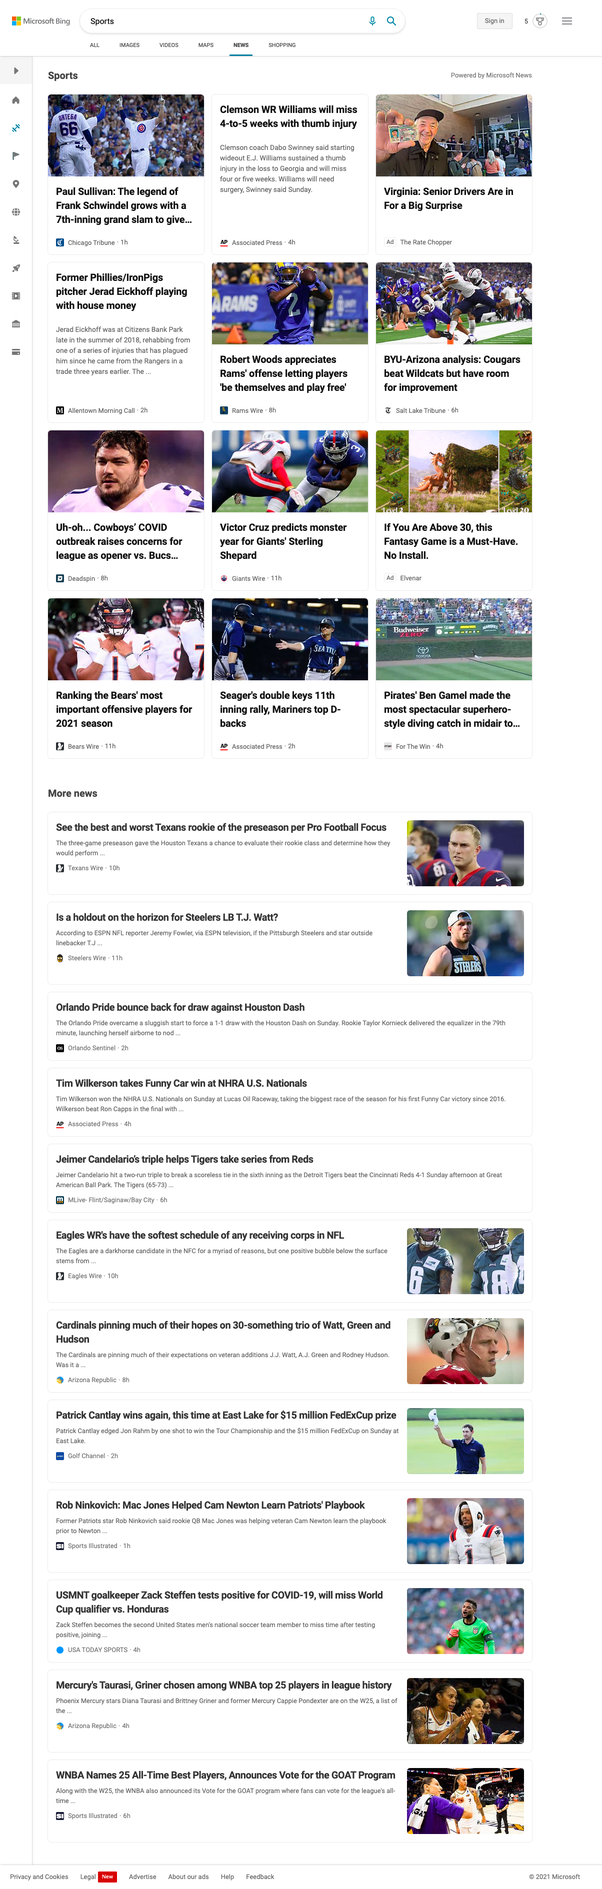 Microsoft Bing
Sports
Sign in
5
ALL IMAGES VIDEOS MAPS NEWS SHOPPING
Sports
Powered by Microsoft News
ORTEGA
66
Paul Sullivan: The legend of
Frank Schwindel grows with a
7th-inning grand slam to give...
Chicago Tribune · 1h
Clemson WR Williams will miss
4-to-5 weeks with thumb injury
Clemson coach Dabo Swinney said starting
wideout E.J. Williams sustained a thumb
injury in the loss to Georgia and will miss
four or five weeks. Williams will need
surgery, Swinney said Sunday.
AP Associated Press · 4h
Virginia: Senior Drivers Are in
For a Big Surprise
Ad The Rate Chopper
Former Phillies/IronPigs
pitcher Jerad Eickhoff playing
with house money
Jerad Eickhoff was at Citizens Bank Park
late in the summer of 2018, rehabbing from
one of a series of injuries that has plagued
him since he came from the Rangers in a
trade three years earlier. The ...
Allentown Morning Call · 2h
RAMS
2
Robert Woods appreciates
Rams' offense letting players
'be themselves and play free'
Rams Wire · 8h
BYU-Arizona analysis: Cougars
beat Wildcats but have room
for improvement
Salt Lake Tribune · 6h
Uh-oh... Cowboys' COVID
outbreak raises concerns for
league as opener vs. Bucs...
Deadspin · 8h
Victor Cruz predicts monster
year for Giants' Sterling
Shepard
Giants Wire · 11h
Level 2
Level 20
If You Are Above 30, this
Fantasy Game is a Must-Have.
No Install.
Ad Elvenar
1
Ranking the Bears' most
important offensive players for
2021 season
Bears Wire · 11h
SEATTLE
Seager's double keys 11th
inning rally, Mariners top D-
backs
AP Associated Press · 2h
Budweiser
ZERO
TOYOTA
Pirates' Ben Gamel made the
most spectacular superhero-
style diving catch in midair to...
For The Win · 4h
More news
See the best and worst Texans rookie of the preseason per Pro Football Focus
The three-game preseason gave the Houston Texans a chance to evaluate their rookie class and determine how they
would perform ...
Texans Wire · 10h
81
Is a holdout on the horizon for Steelers LB T.J. Watt?
According to ESPN NFL reporter Jeremy Fowler, via ESPN television, if the Pittsburgh Steelers and star outside
linebacker T.J ...
Steelers Wire · 11h
STEELERS
Orlando Pride bounce back for draw against Houston Dash
The Orlando Pride overcame a sluggish start to force a 1-1 draw with the Houston Dash on Sunday. Rookie Taylor Kornieck delivered the equalizer in the 79th
minute, launching herself airborne to nod ...
OS Orlando Sentinel · 2h
Tim Wilkerson takes Funny Car win at NHRA U.S. Nationals
Tim Wilkerson won the NHRA U.S. Nationals on Sunday at Lucas Oil Raceway, taking the biggest race of the season for his first Funny Car victory since 2016.
Wilkerson beat Ron Capps in the final with ...
AP Associated Press · 4h
Jeimer Candelario's triple helps Tigers take series from Reds
Jeimer Candelario hit a two-run triple to break a scoreless tie in the sixth inning as the Detroit Tigers beat the Cincinnati Reds 4-1 Sunday afternoon at Great
American Ball Park. The Tigers (65-73) ...
MLive- Flint/Saginaw/Bay City · 6h
Eagles WR's have the softest schedule of any receiving corps in NFL
The Eagles are a darkhorse candidate in the NFC for a myriad of reasons, but one positive bubble below the surface
stems from ...
Eagles Wire · 10h
6
18
Cardinals pinning much of their hopes on 30-something trio of Watt, Green and
Hudson
The Cardinals are pinning much of their expectations on veteran additions J.J. Watt, A.J. Green and Rodney Hudson.
Was it a ...
Arizona Republic · 8h
Patrick Cantlay wins again, this time at East Lake for $15 million FedExCup prize
Patrick Cantlay edged Jon Rahm by one shot to win the Tour Championship and the $15 million FedExCup on Sunday at
East Lake.
Golf Channel · 2h
Rob Ninkovich: Mac Jones Helped Cam Newton Learn Patriots' Playbook
Former Patriots star Rob Ninkovich said rookie QB Mac Jones was helping veteran Cam Newton learn the playbook
prior to Newton ...
SI Sports Illustrated · 1h
1
USMNT goalkeeper Zack Steffen tests positive for COVID-19, will miss World
Cup qualifier vs. Honduras
Zack Steffen becomes the second United States men's national soccer team member to miss time after testing
positive, joining ...
USA TODAY SPORTS · 4h
Mercury's Taurasi, Griner chosen among WNBA top 25 players in league history
Phoenix Mercury stars Diana Taurasi and Brittney Griner and former Mercury Cappie Pondexter are on the W25, a list of
the ...
Arizona Republic · 4h
WNBA Names 25 All-Time Best Players, Announces Vote for the GOAT Program
Along with the W25, the WNBA also announced its Vote for the GOAT program where fans can vote for the league's all-
time ...
SI Sports Illustrated · 6h
Privacy and Cookies Legal New Advertise About our ads Help Feedback
© 2021 Microsoft